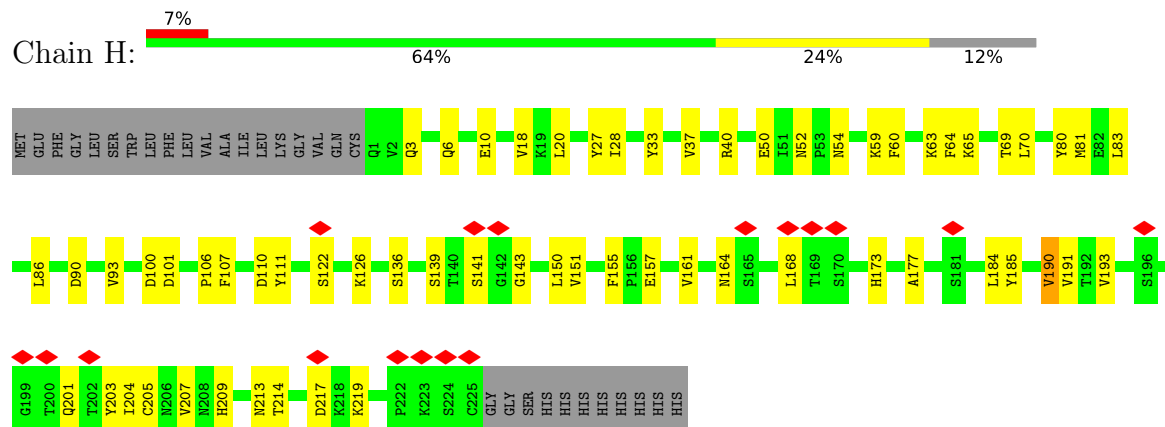 7%
Chain H:
64% 24% 12%
MET GLU PHE GLY LEU SER TRP LEU PHE LEU VAL ALA ILE LEU LYS GLY VAL GLN CYS Q1 V2 Q3 Q6 E10 V18 K19 L20 Y27 I28 Y33 V37 R40 E50 I51 N52 P53 N54 K59 F60 K63 F64 K65 T69 L70 Y80 M81 E82 L83
L86 D90 V93 D100 D101 P106 F107 D110 Y111 S122 K126 S136 S139 T140 S141 G142 G143 L150 V151 F155 P156 E157 V161 N164 S165 L168 T169 S170 H173 A177 S181 L184 Y185 V190 V191 T192 V193 S196
G199 T200 Q201 T202 Y203 I204 C205 N206 V207 N208 H209 N213 T214 D217 K218 K219 P222 K223 S224 C225 GLY GLY SER HIS HIS HIS HIS HIS HIS HIS HIS